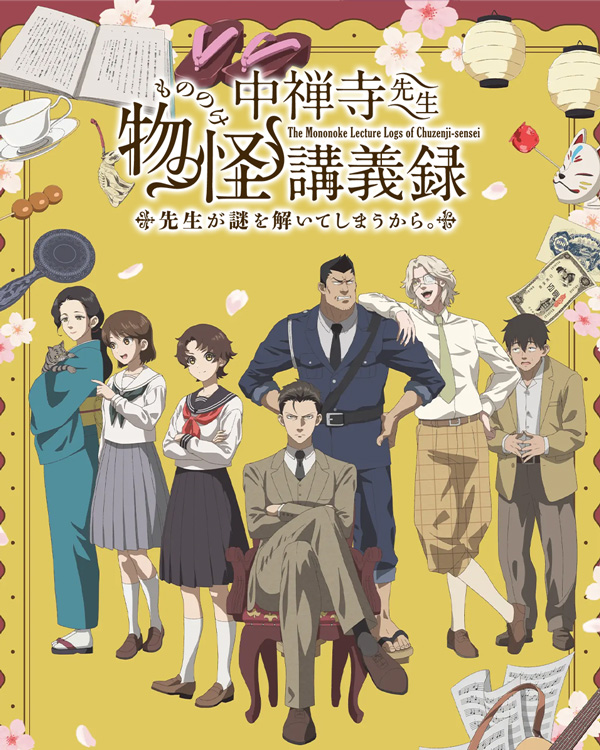 もののけ
中禅寺先生
物怪講義録
The Mononoke Lecture Logs of Chuzenji-sensei
先生が謎を解いてしまうから。